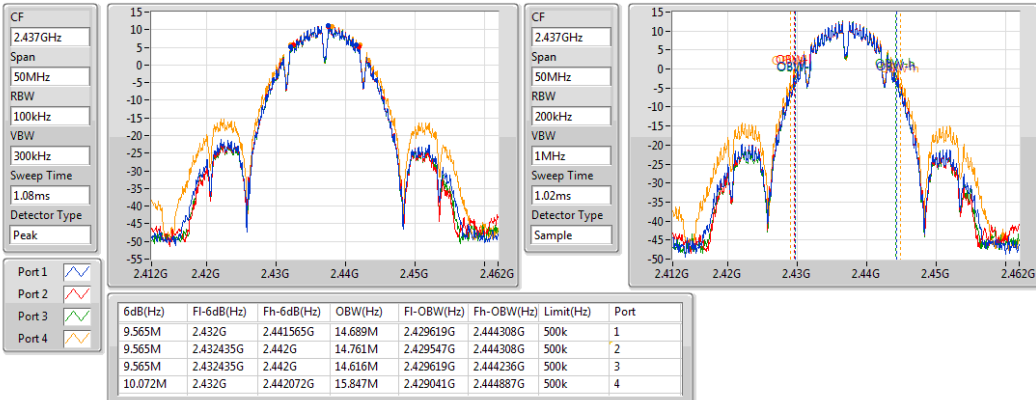 CF
2.437GHz
Span
50MHz
RBW
100kHz
VBW
300kHz
Sweep Time
1.08ms
Detector Type
Peak
15
10
5
0
-5
-10
-15
-20
-25
-30
-35
-40
-45
-50
-55
2.412G 2.42G 2.43G 2.44G 2.45G 2.462G
CF
2.437GHz
Span
50MHz
RBW
200kHz
VBW
1MHz
Sweep Time
1.02ms
Detector Type
Sample
15
10
5
0
-5
-10
-15
-20
-25
-30
-35
-40
-45
-50
2.412G 2.42G 2.43G 2.44G 2.45G 2.462G
Port 1
Port 2
Port 3
Port 4
6dB(Hz) Fl-6dB(Hz) Fh-6dB(Hz) OBW(Hz) Fl-OBW(Hz) Fh-OBW(Hz) Limit(Hz) Port
9.565M 2.432G 2.441565G 14.689M 2.429619G 2.444308G 500k 1
9.565M 2.432435G 2.442G 14.761M 2.429547G 2.444308G 500k 2
9.565M 2.432435G 2.442G 14.616M 2.429619G 2.444236G 500k 3
10.072M 2.432G 2.442072G 15.847M 2.429041G 2.444887G 500k 4